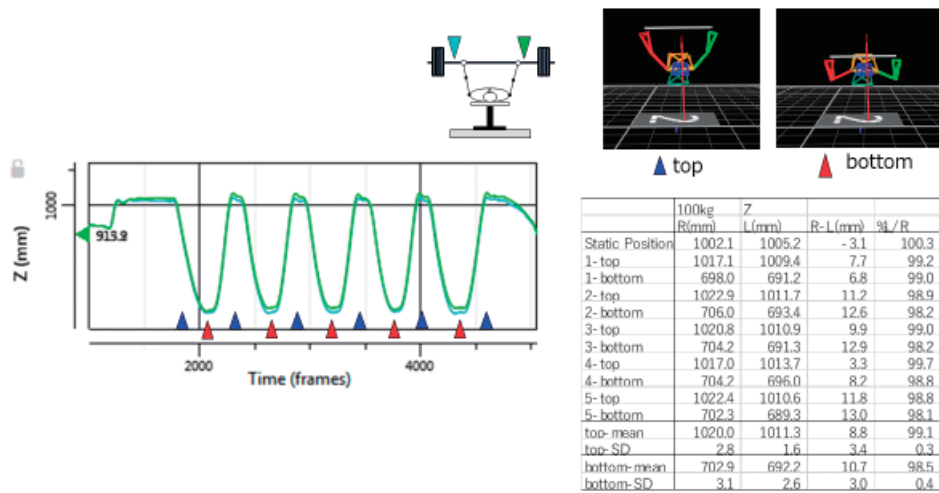 top
bottom
1000
915.2
Z (mm)
2000
4000
Time (frames)
100kg Z
R(mm) L(mm) R-L(mm) %L/R
Static Position 1002.1 1005.2 -3.1 100.3
1-top 1017.1 1009.4 7.7 99.2
1-bottom 698.0 691.2 6.8 99.0
2-top 1022.9 1011.7 11.2 98.9
2-bottom 706.0 693.4 12.6 98.2
3-top 1020.8 1010.9 9.9 99.0
3-bottom 704.2 691.3 12.9 98.2
4-top 1017.0 1013.7 3.3 99.7
4-bottom 704.2 696.0 8.2 98.8
5-top 1022.4 1010.6 11.8 98.8
5-bottom 702.3 689.3 13.0 98.1
top-mean 1020.0 1011.3 8.8 99.1
top-SD 2.8 1.6 3.4 0.3
bottom-mean 702.9 692.2 10.7 98.5
bottom-SD 3.1 2.6 3.0 0.4